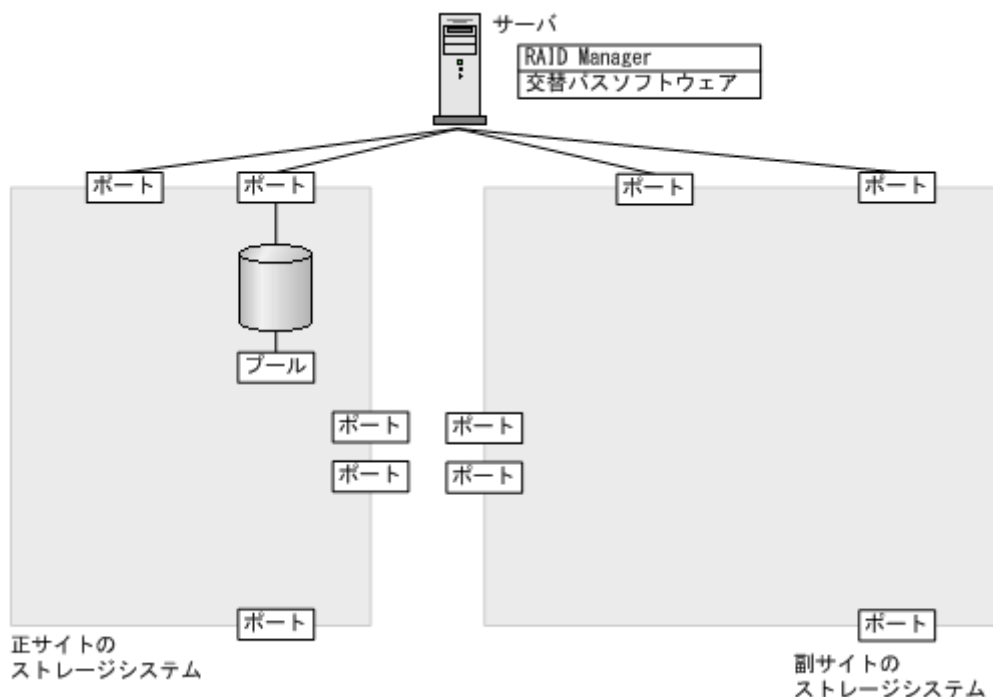 サーバ
RAID Manager
交替パスソフトウェア
ポート
ポート
ポート
ポート
プール
ポート
ポート
ポート
ポート
ポート
ポート
正サイトの
ストレージシステム
副サイトの
ストレージシステム